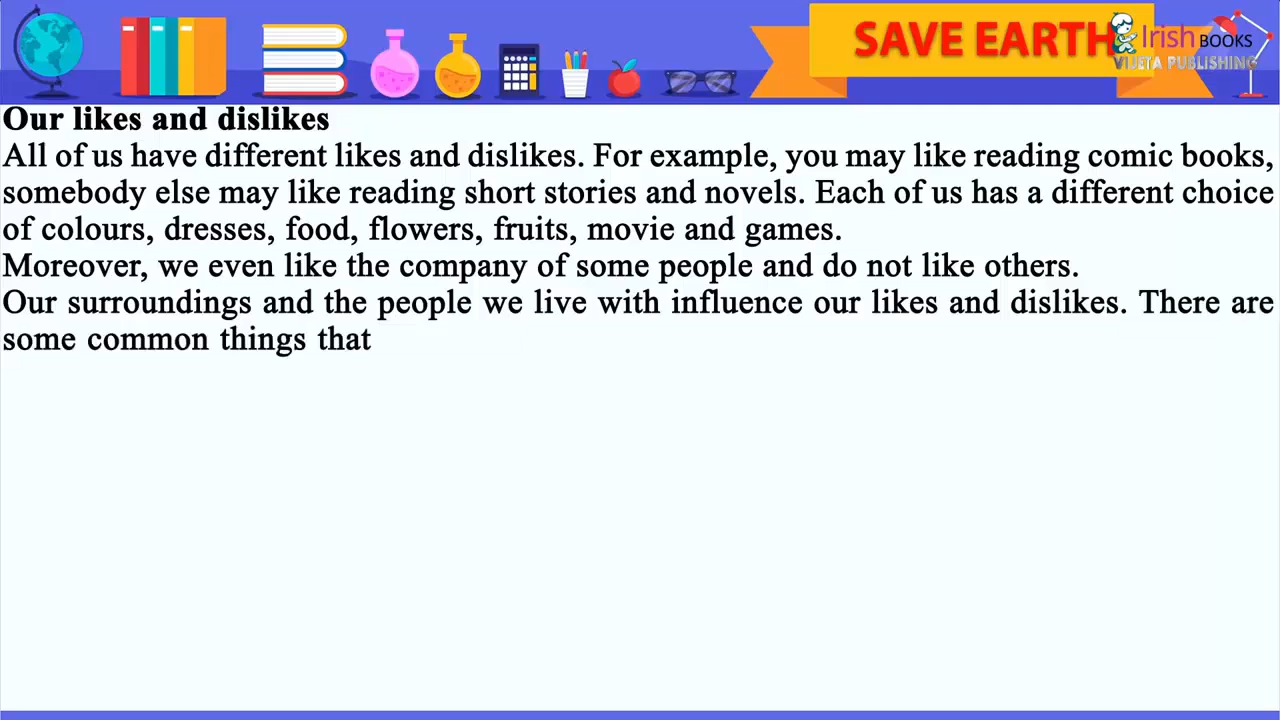 SAVE EARTH
Irish BOOKS
VIJETA PUBLISHING
Our likes and dislikes
All of us have different likes and dislikes. For example, you may like reading comic books,
somebody else may like reading short stories and novels. Each of us has a different choice
of colours, dresses, food, flowers, fruits, movie and games.
Moreover, we even like the company of some people and do not like others.
Our surroundings and the people we live with influence our likes and dislikes. There are
some common things that